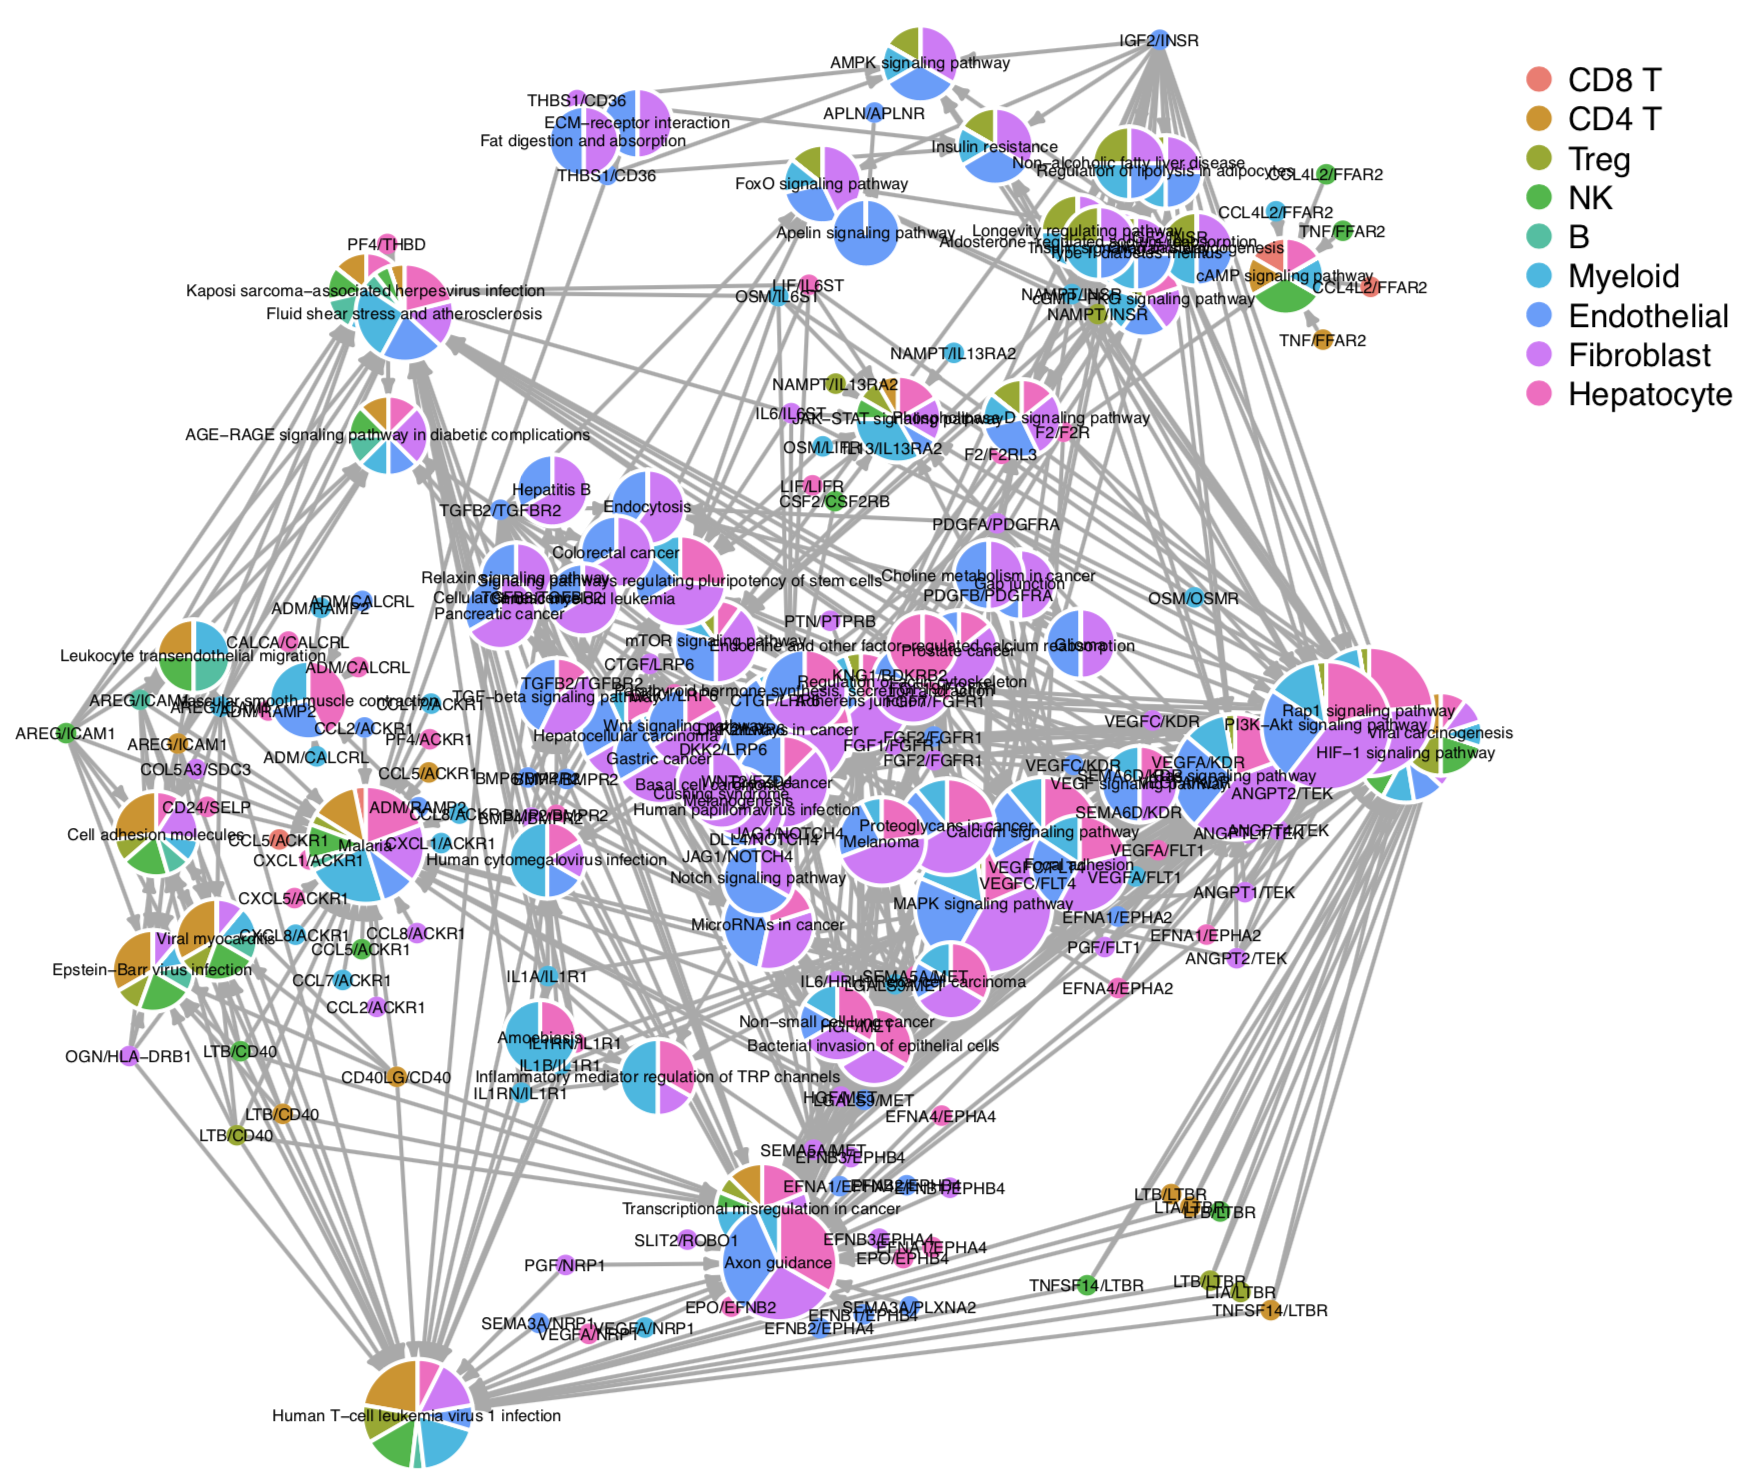 IGF2/INSR
AMPK signaling pathway
THBS1/CD36
APLN/APLNR
ECM−receptor interaction
Fat digestion and absorption
Insulin resistance
Non−alcoholic fatty liver disease
Regulation of lipolysis in adipocytes
CCL4L2/FFAR2
THBS1/CD36
FoxO signaling pathway
CCL4L2/FFAR2
Apelin signaling pathway
Longevity regulating pathway
TNF/FFAR2
Aldosterone−regulated sodium reabsorption
Type II diabetes mellitus
PF4/THBD
cAMP signaling pathway
CCL4L2/FFAR2
Kaposi sarcoma−associated herpesvirus infection
LIF/IL6ST
OSM/IL6ST
NAMPT/INSR
cGMP−PKG signaling pathway
Fluid shear stress and atherosclerosis
NAMPT/INSR
TNF/FFAR2
NAMPT/IL13RA2
NAMPT/IL13RA2
IL6/IL6ST
JAK−STAT signaling pathway
Phospholipase D signaling pathway
AGE−RAGE signaling pathway in diabetic complications
F2/F2R
OSM/LIFR
IL13/IL13RA2
F2/F2RL3
Hepatitis B
LIF/LIFR
CSF2/CSF2RB
Endocytosis
TGFB2/TGFBR2
PDGFA/PDGFRA
Colorectal cancer
Relaxin signaling pathway
Signaling pathways regulating pluripotency of stem cells
Choline metabolism in cancer
Gap junction
PDGFB/PDGFRA
Pancreatic cancer
OSM/OSMR
ADM/CALCRL
ADM/RAMP2
PTN/PTPRB
CALCA/CALCRL
mTOR signaling pathway
Endocrine and other factor−regulated calcium reabsorption
Glioma
Prostate cancer
Leukocyte transendothelial migration
ADM/CALCRL
CTGF/LRP6
KNG1/BDKRB2
TGFB2/TGFBR2
TGF−beta signaling pathway
Parathyroid hormone synthesis, secretion and action
Regulation of actin cytoskeleton
AREG/ICAM1
Vascular smooth muscle contraction
CCL7/ACKR1
AREG/ICAM1
ADM/RAMP2
CTGF/LRP6
Adherens junction
FGF7/FGFR1
Rap1 signaling pathway
VEGFC/KDR
PI3K−Akt signaling pathway
Viral carcinogenesis
AREG/ICAM1
CCL2/ACKR1
PF4/ACKR1
Wnt signaling pathway
Hepatocellular carcinoma
Pathways in cancer
FGF2/FGFR1
AREG/ICAM1
FGF1/FGFR1
DKK2/LRP6
HIF−1 signaling pathway
ADM/CALCRL
Gastric cancer
FGF2/FGFR1
VEGFC/KDR
VEGFA/KDR
COL5A3/SDC3
CCL5/ACKR1
BMP6/BMPR2
BMP4/BMPR2
WNT2/FZD4
Breast cancer
SEMA6D/KDR
VEGF signaling pathway
Basal cell carcinoma
Cushing syndrome
Melanogenesis
ANGPT2/TEK
CD24/SELP
ADM/RAMP2
CCL8/ACKR1
BMP2/BMPR2
BMP4/BMPR2
Human papillomavirus infection
SEMA6D/KDR
Cell adhesion molecules
CCL5/ACKR1
Malaria
CXCL1/ACKR1
JAG1/NOTCH4
DLL4/NOTCH4
Proteoglycans in cancer
Calcium signaling pathway
Melanoma
ANGPTL1/TEK
ANGPT4/TEK
VEGFA/FLT1
CXCL1/ACKR1
Human cytomegalovirus infection
JAG1/NOTCH4
VEGFC/FLT4
Focal adhesion
VEGFA/FLT1
Notch signaling pathway
VEGFC/FLT4
ANGPT1/TEK
CXCL5/ACKR1
MAPK signaling pathway
EFNA1/EPHA2
MicroRNAs in cancer
Viral myocarditis
CXCL8/ACKR1
CCL8/ACKR1
CCL5/ACKR1
EFNA1/EPHA2
PGF/FLT1
ANGPT2/TEK
Epstein−Barr virus infection
CCL7/ACKR1
IL1A/IL1R1
SEMA5A/MET
LGALS9/MET
EFNA4/EPHA2
CCL2/ACKR1
Non−small cell lung cancer
HGF/MET
Amoebiasis
IL1RN/IL1R1
Bacterial invasion of epithelial cells
OGN/HLA−DRB1
LTB/CD40
IL1B/IL1R1
CD40LG/CD40
Inflammatory mediator regulation of TRP channels
IL1RN/IL1R1
HGF/MET
LGALS9/MET
LTB/CD40
EFNA4/EPHA4
LTB/CD40
SEMA5A/MET
EFNB3/EPHB4
EFNB1/EPHB4
LTB/LTBR
Transcriptional misregulation in cancer
LTA/LTBR
LTB/LTBR
SLIT2/ROBO1
EFNB3/EPHA4
EFNA1/EPHA4
PGF/NRP1
Axon guidance
EPO/EPHB4
TNFSF14/LTBR
LTB/LTBR
LTA/LTBR
EPO/EFNB2
SEMA3A/PLXNA2
EFNB1/EPHB4
TNFSF14/LTBR
SEMA3A/NRP1
VEGFA/NRP1
VEGFA/NRP1
EFNB2/EPHA4
Human T−cell leukemia virus 1 infection
CD8 T
CD4 T
Treg
NK
B
Myeloid
Endothelial
Fibroblast
Hepatocyte